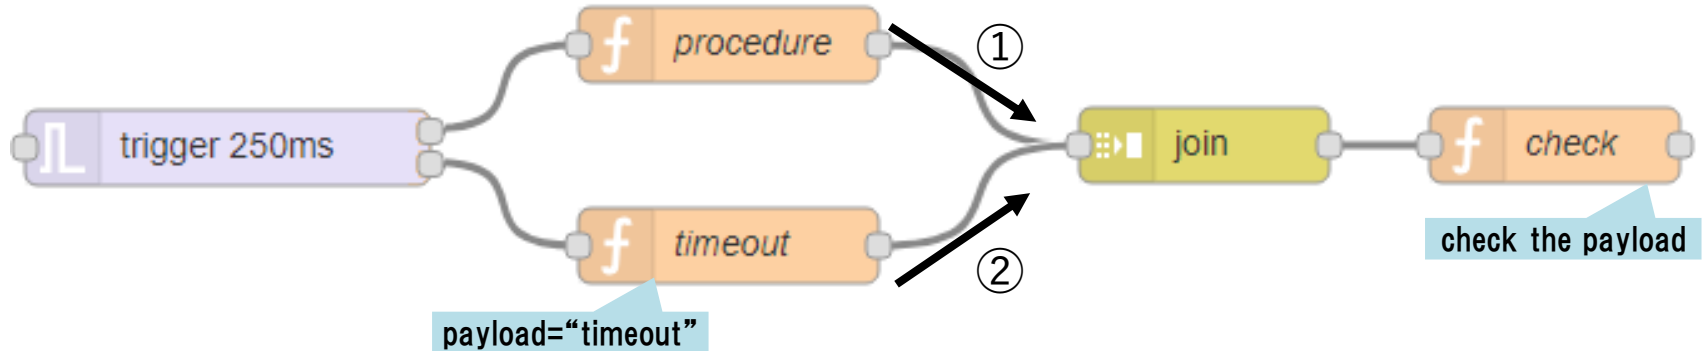 procedure
①
trigger 250ms
join
check
timeout
②
check the payload
payload=“timeout”